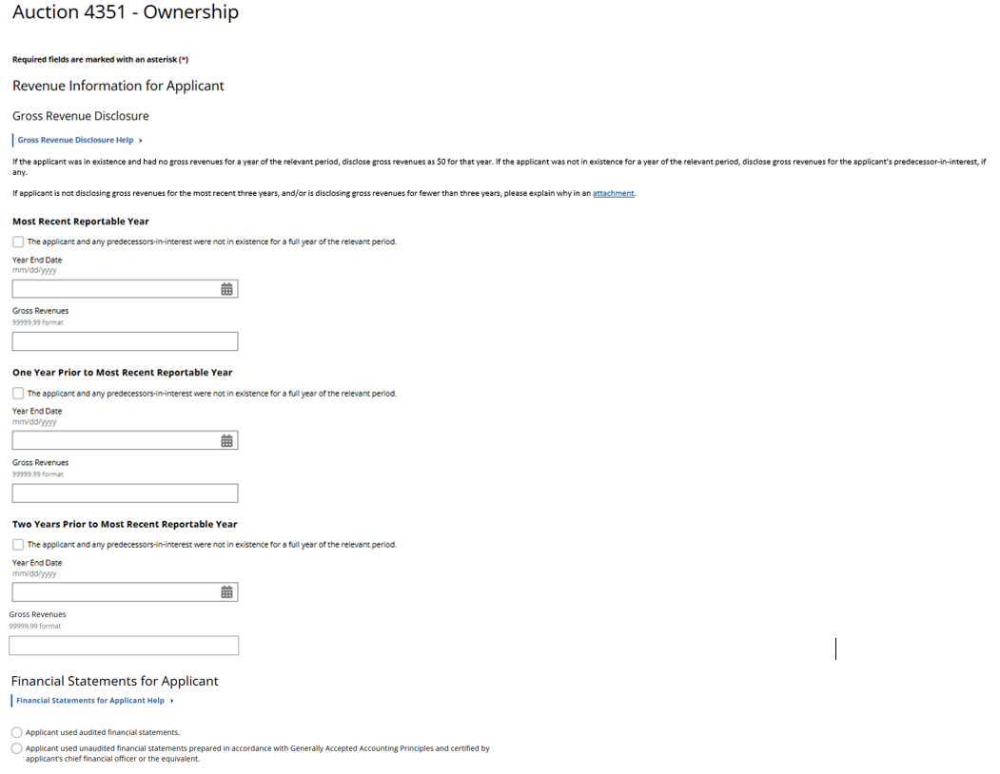 Auction 4351 - Ownership
Required fields are marked with an asterisk (*)
Revenue Information for Applicant
Gross Revenue Disclosure
Gross Revenue Disclosure Help
If the applicant was in existence and had no gross revenues for a year of the relevant period, disclose gross revenues as $0 for that year. If the applicant was not in existence for a year of the relevant period, disclose gross revenues for the applicant's predecessor-in-interest, if
any.
If applicant is not disclosing gross revenues for the most recent three years, and/or is disclosing gross revenues for fewer than three years, please explain why in an attachment.
Most Recent Reportable Year
The applicant and any predecessors-in-interest were not in existence for a full year of the relevant period.
Year End Date
mm/dd/yyyy
Gross Revenues
99999.99 format
One Year Prior to Most Recent Reportable Year
The applicant and any predecessors-in-interest were not in existence for a full year of the relevant period.
Year End Date
mm/dd/yyyy
Gross Revenues
99999.99 format
Two Years Prior to Most Recent Reportable Year
The applicant and any predecessors-in-interest were not in existence for a full year of the relevant period.
Year End Date
mm/dd/yyyy
Gross Revenues
99999.99 format
Financial Statements for Applicant
Financial Statements for Applicant Help
Applicant used audited financial statements.
Applicant used unaudited financial statements prepared in accordance with Generally Accepted Accounting Principles and certified by
applicant's chief financial officer or the equivalent.